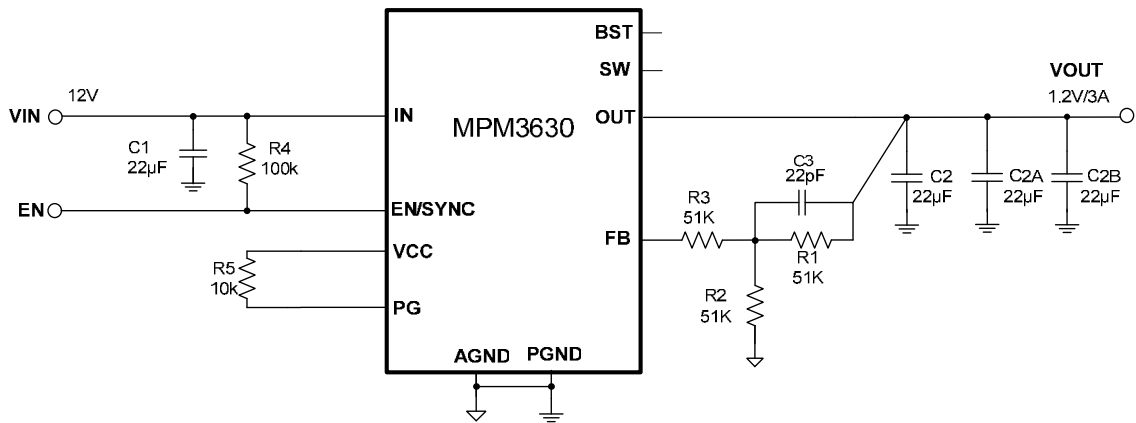 BST
SW
VIN
12V
IN
MPM3630
OUT
VOUT
1.2V/3A
C1
22µF
R4
100k
C3
22pF
C2
22µF
C2A
22µF
C2B
22µF
EN
EN/SYNC
R3
51K
FB
R1
51K
VCC
R5
10k
PG
R2
51K
AGND
PGND